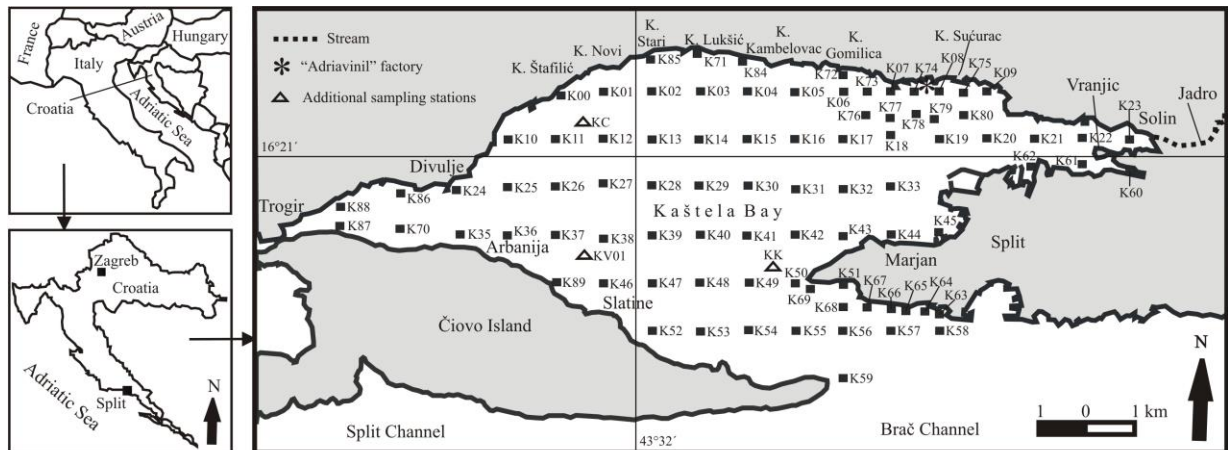 France
Austria
Hungary
Italy
Croatia
Adriatic Sea
Zagreb
Croatia
Adriatic Sea
Split
N
Stream
"Adriavinil" factory
Additional sampling stations
K. Štafilić
K. Novi
K. Stari
K. Lukšić
K. Kambelovac
K. Gomilica
K. Sućurac
Vranjic
Solin
Jadro
K85
K71
K84
K72
K73
K07
K74
K08
K75
K09
K00
K01
K02
K03
K04
K05
K06
K76
K77
K78
K79
K80
K23
KC
K10
K11
K12
K13
K14
K15
K16
K17
K18
K19
K20
K21
K22
16°21´
Divulje
K62
K61
K60
K24
K25
K26
K27
K28
K29
K30
K31
K32
K33
Trogir
K88
K86
Kaštela Bay
K87
K70
K35
K36
K37
K38
K39
K40
K41
K42
K43
K44
K45
Split
Arbanija
KV01
KK
Marjan
K89
K46
K47
K48
K49
K50
K51
K69
K67
K66
K65
K64
K63
K68
Slatine
Čiovo Island
K52
K53
K54
K55
K56
K57
K58
K59
N
1 0 1 km
Split Channel
43°32´
Brač Channel